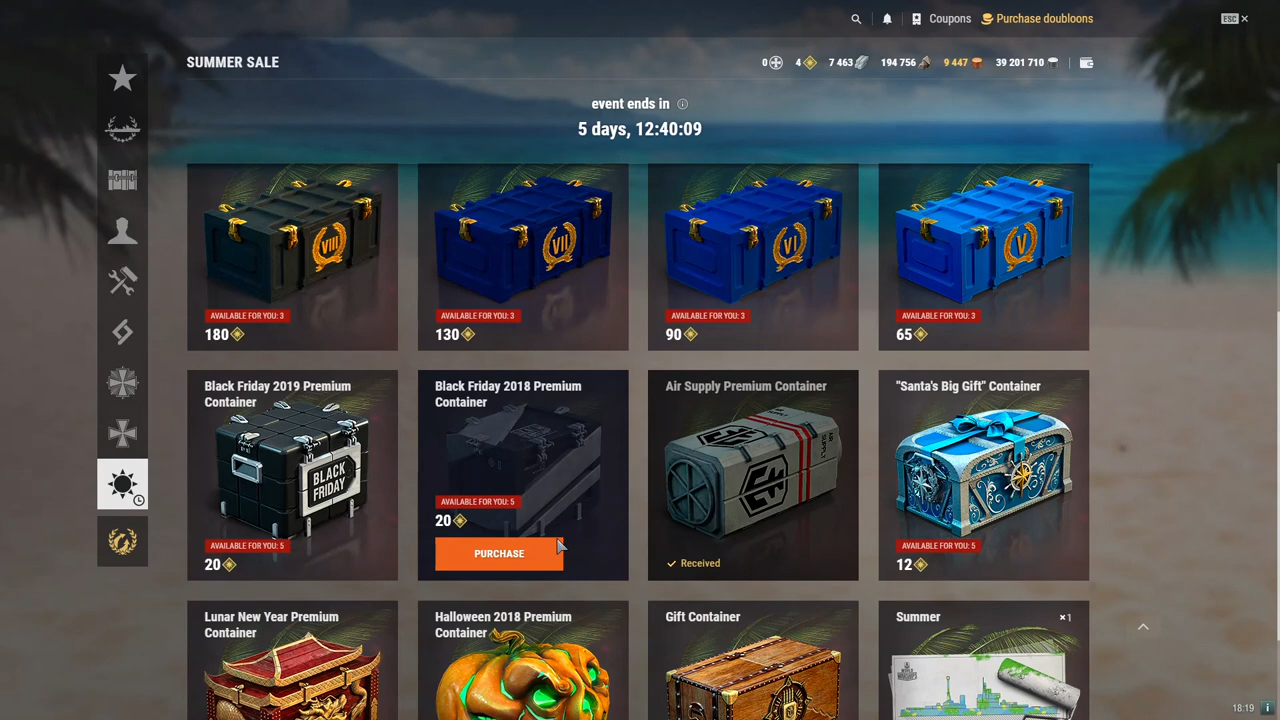 Coupons
Purchase doubloons
ESC
SUMMER SALE
0
4
7 463
194 756
9 447
39 201 710
event ends in
5 days, 12:40:09
VIII
VII
VI
V
AVAILABLE FOR YOU: 3
AVAILABLE FOR YOU: 3
AVAILABLE FOR YOU: 3
AVAILABLE FOR YOU: 3
180
130
90
65
Black Friday 2019 Premium
Container
BLACK
FRIDAY
AVAILABLE FOR YOU: 5
20
Black Friday 2018 Premium
Container
AVAILABLE FOR YOU: 5
20
PURCHASE
Air Supply Premium Container
AIR
SUPPLY
Received
"Santa's Big Gift" Container
AVAILABLE FOR YOU: 5
12
Lunar New Year Premium
Container
Halloween 2018 Premium
Container
Gift Container
Summer
×1
18:19